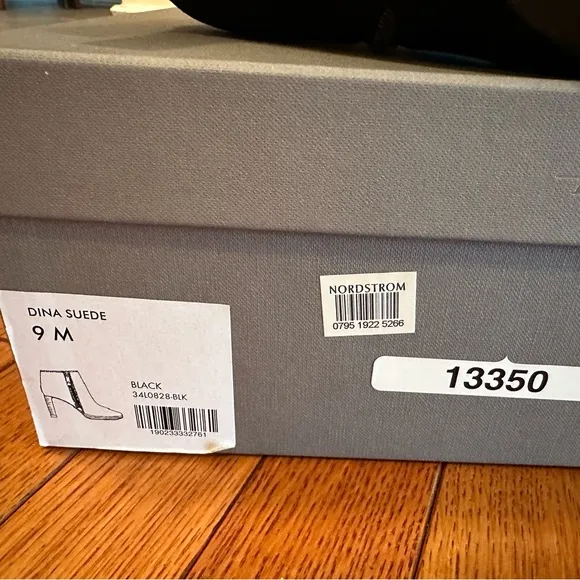 DINA SUEDE
9 M
BLACK
34L0828-BLK
190233332761
NORDSTROM
0795 1922 5266
13350